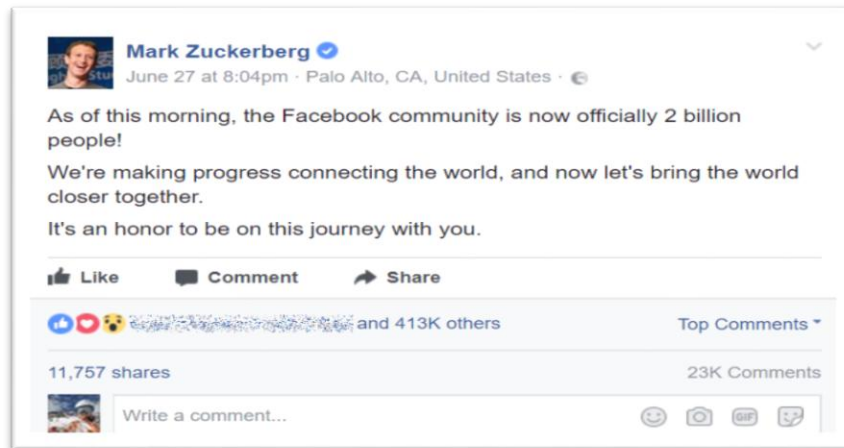 Mark Zuckerberg
June 27 at 8:04pm · Palo Alto, CA, United States ·
As of this morning, the Facebook community is now officially 2 billion
people!
We're making progress connecting the world, and now let's bring the world
closer together.
It's an honor to be on this journey with you.
Like Comment Share
and 413K others Top Comments
11,757 shares 23K Comments
Write a comment... GIF